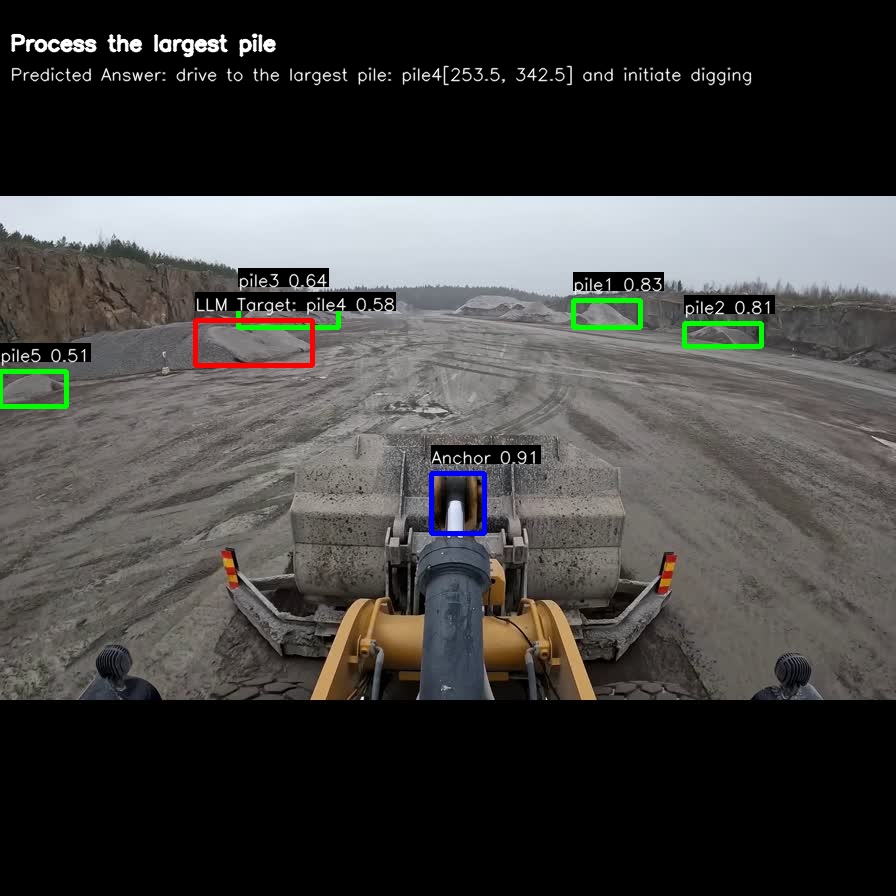 Process the largest pile
Predicted Answer: drive to the largest pile: pile4[253.5, 342.5] and initiate digging
pile3 0.64
pile1 0.83
LLM Target: pile4 0.58
pile2 0.81
pile5 0.51
Anchor 0.91